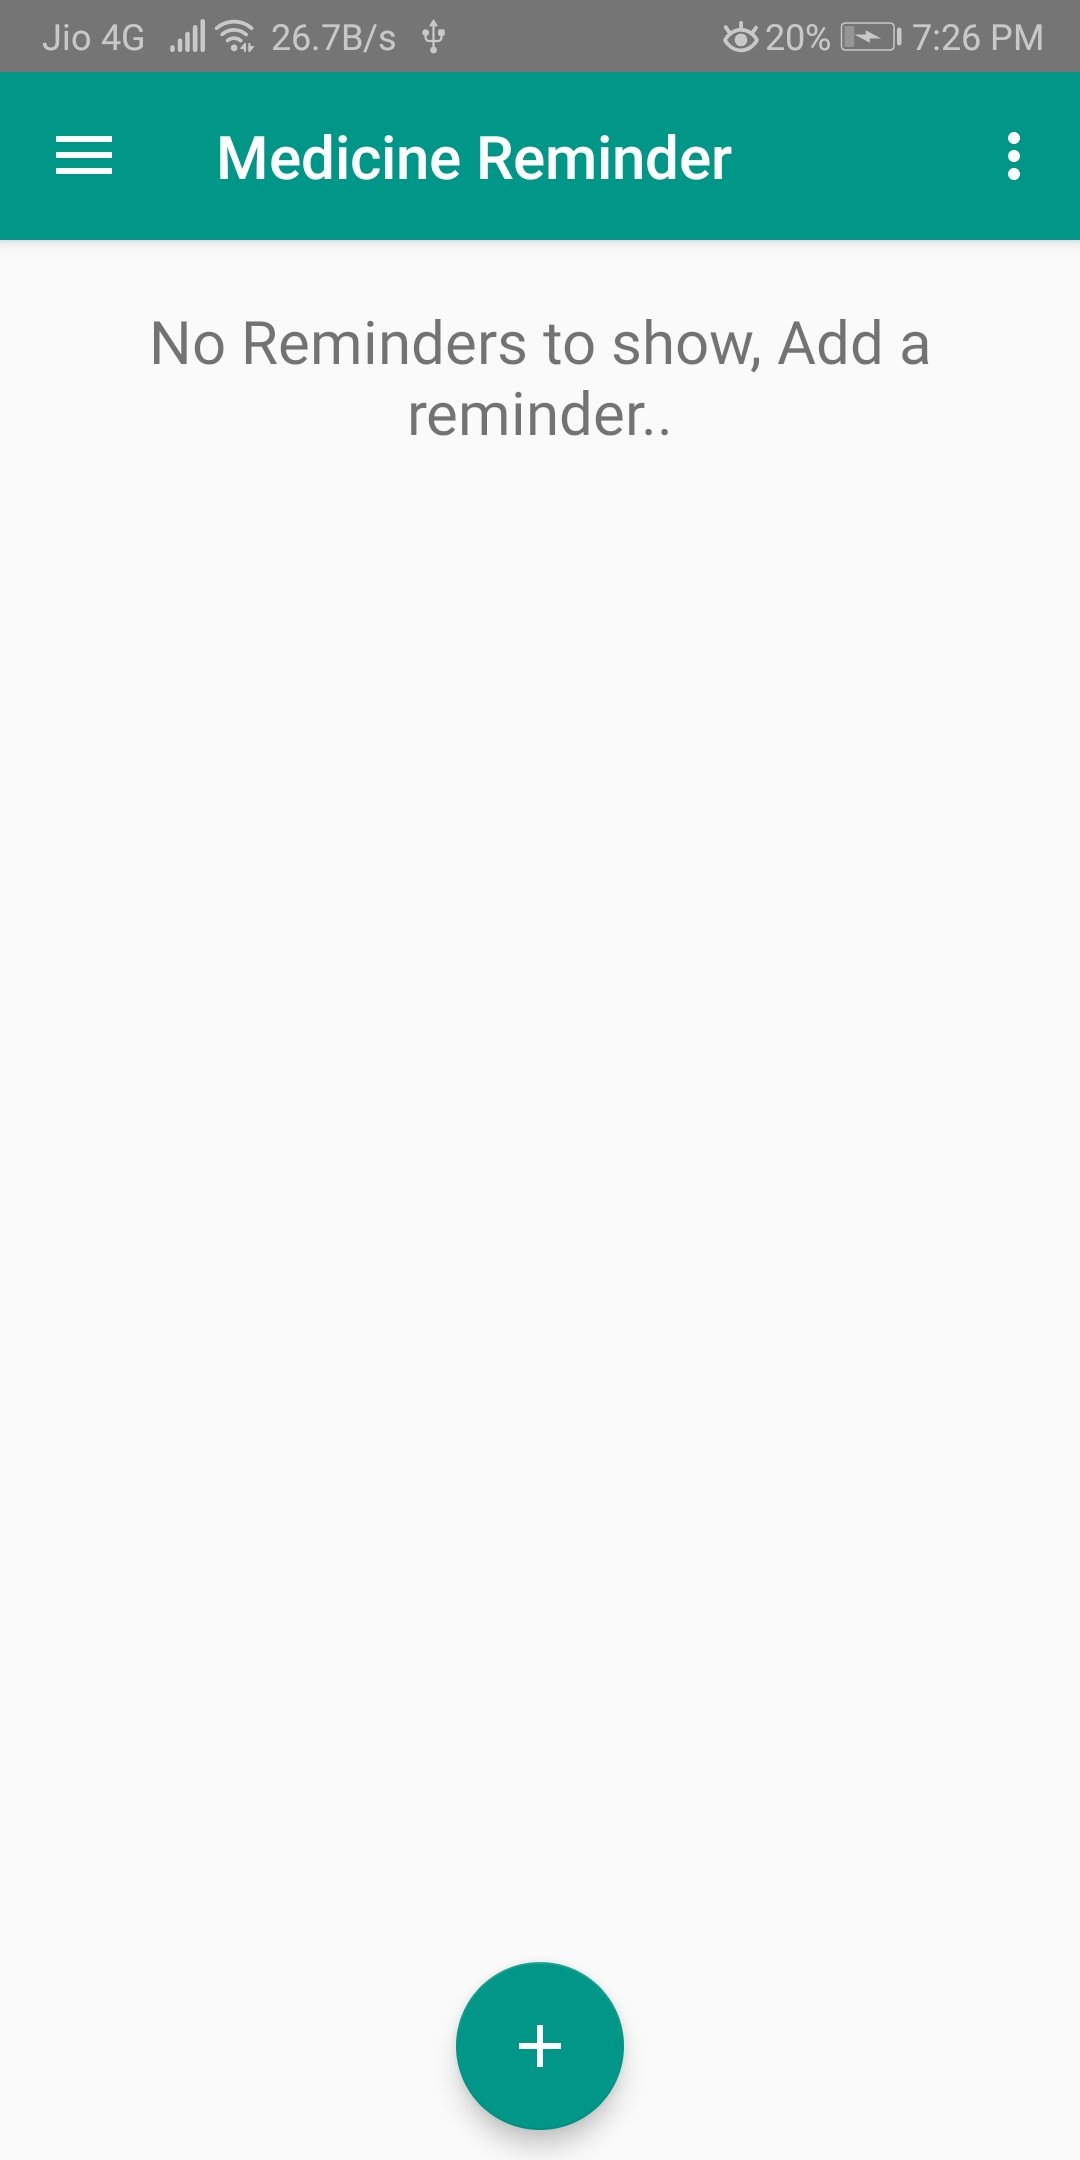 Jio 4G 26.7B/s 20% 7:26 PM
Medicine Reminder
No Reminders to show, Add a
reminder..